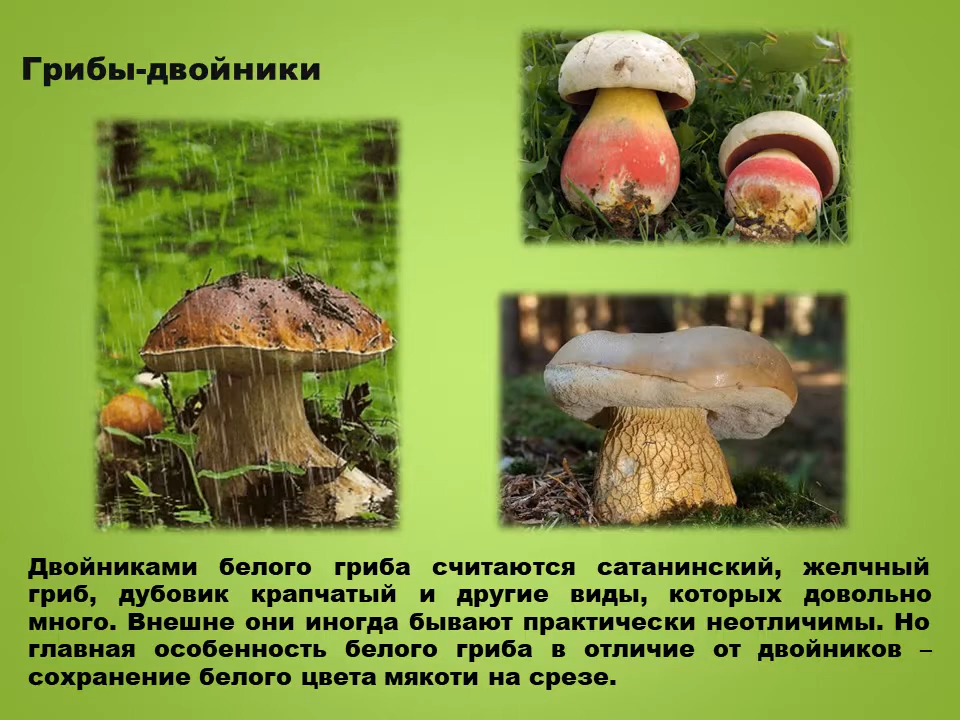 Грибы-двойники
Двойниками белого гриба считаются сатанинский, желчный
гриб, дубовик крапчатый и другие виды, которых довольно
много. Внешне они иногда бывают практически неотличимы. Но
главная особенность белого гриба в отличие от двойников –
сохранение белого цвета мякоти на срезе.